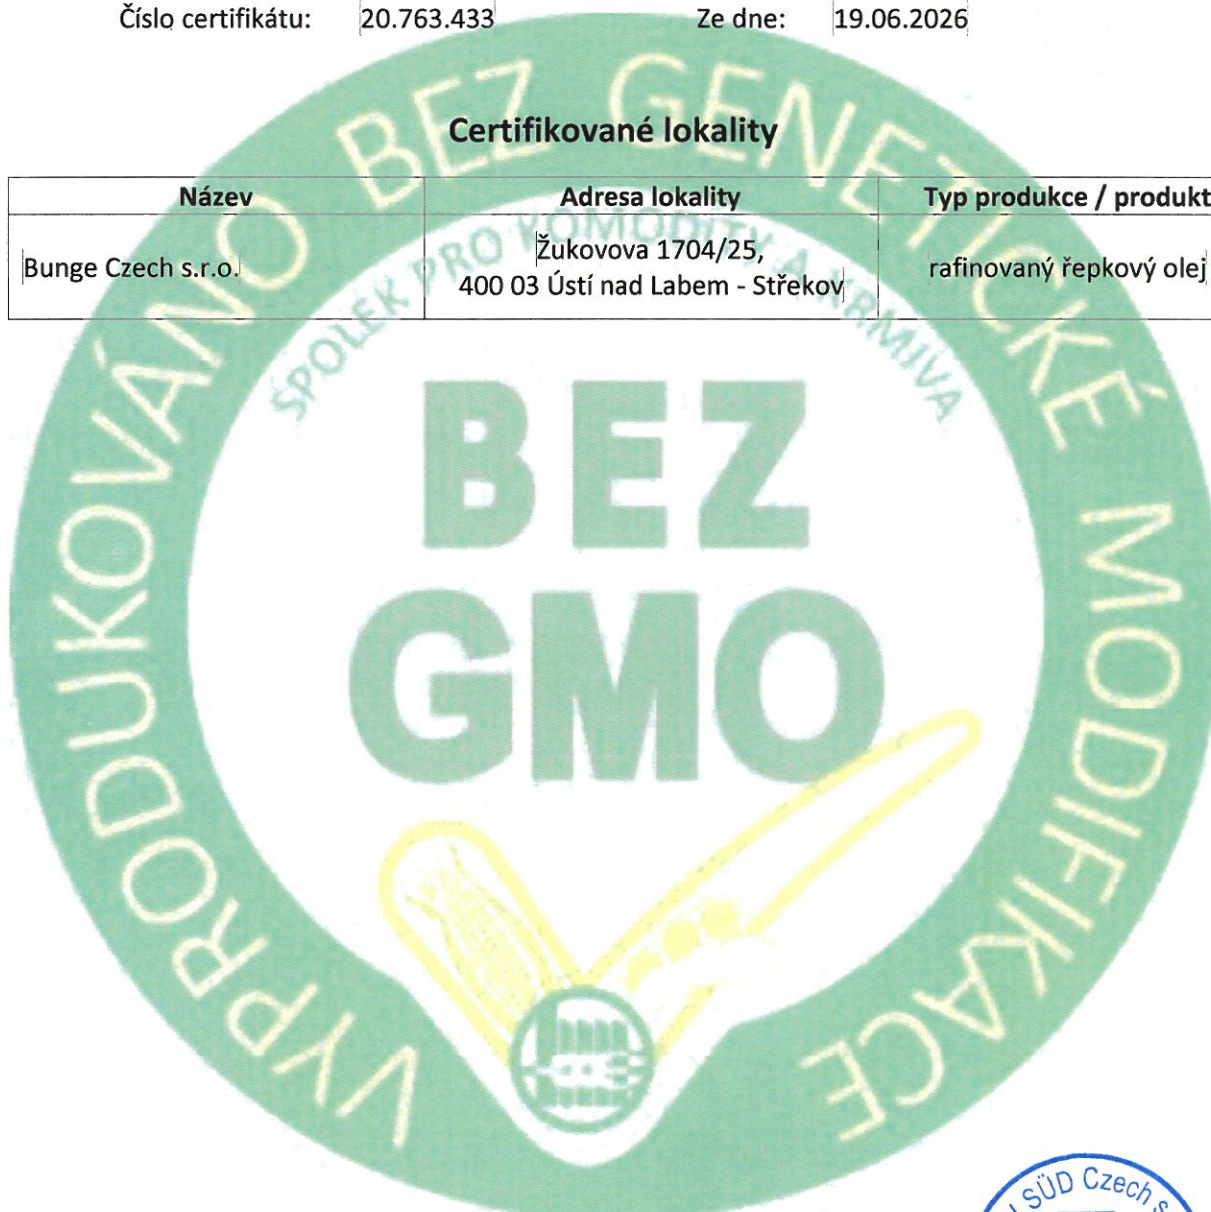 Číslo certifikátu: 20.763.433 Ze dne: 19.06.2026
Certifikované lokality
Název Adresa lokality Typ produkce / produkt
Bunge Czech s.r.o. Žukovova 1704/25, 400 03 Ústí nad Labem - Střekov rafinovaný řepkový olej
VYPRODUKOVÁNO BEZ GENETICKÉ MODIFIKACE
SPOLEK PRO KOMODITY A KRMIVA
BEZ
GMO
SÜD Czech s